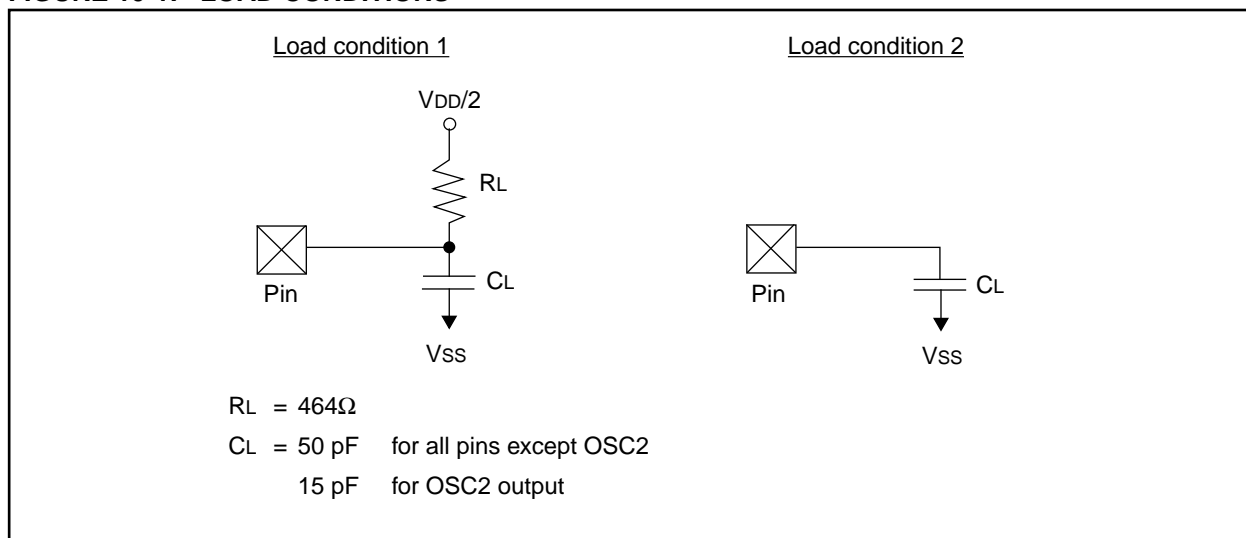 Load condition 1
Load condition 2
VDD/2
RL
Pin
CL
VSS
Pin
CL
VSS
RL = 464Ω
CL = 50 pF for all pins except OSC2
15 pF for OSC2 output